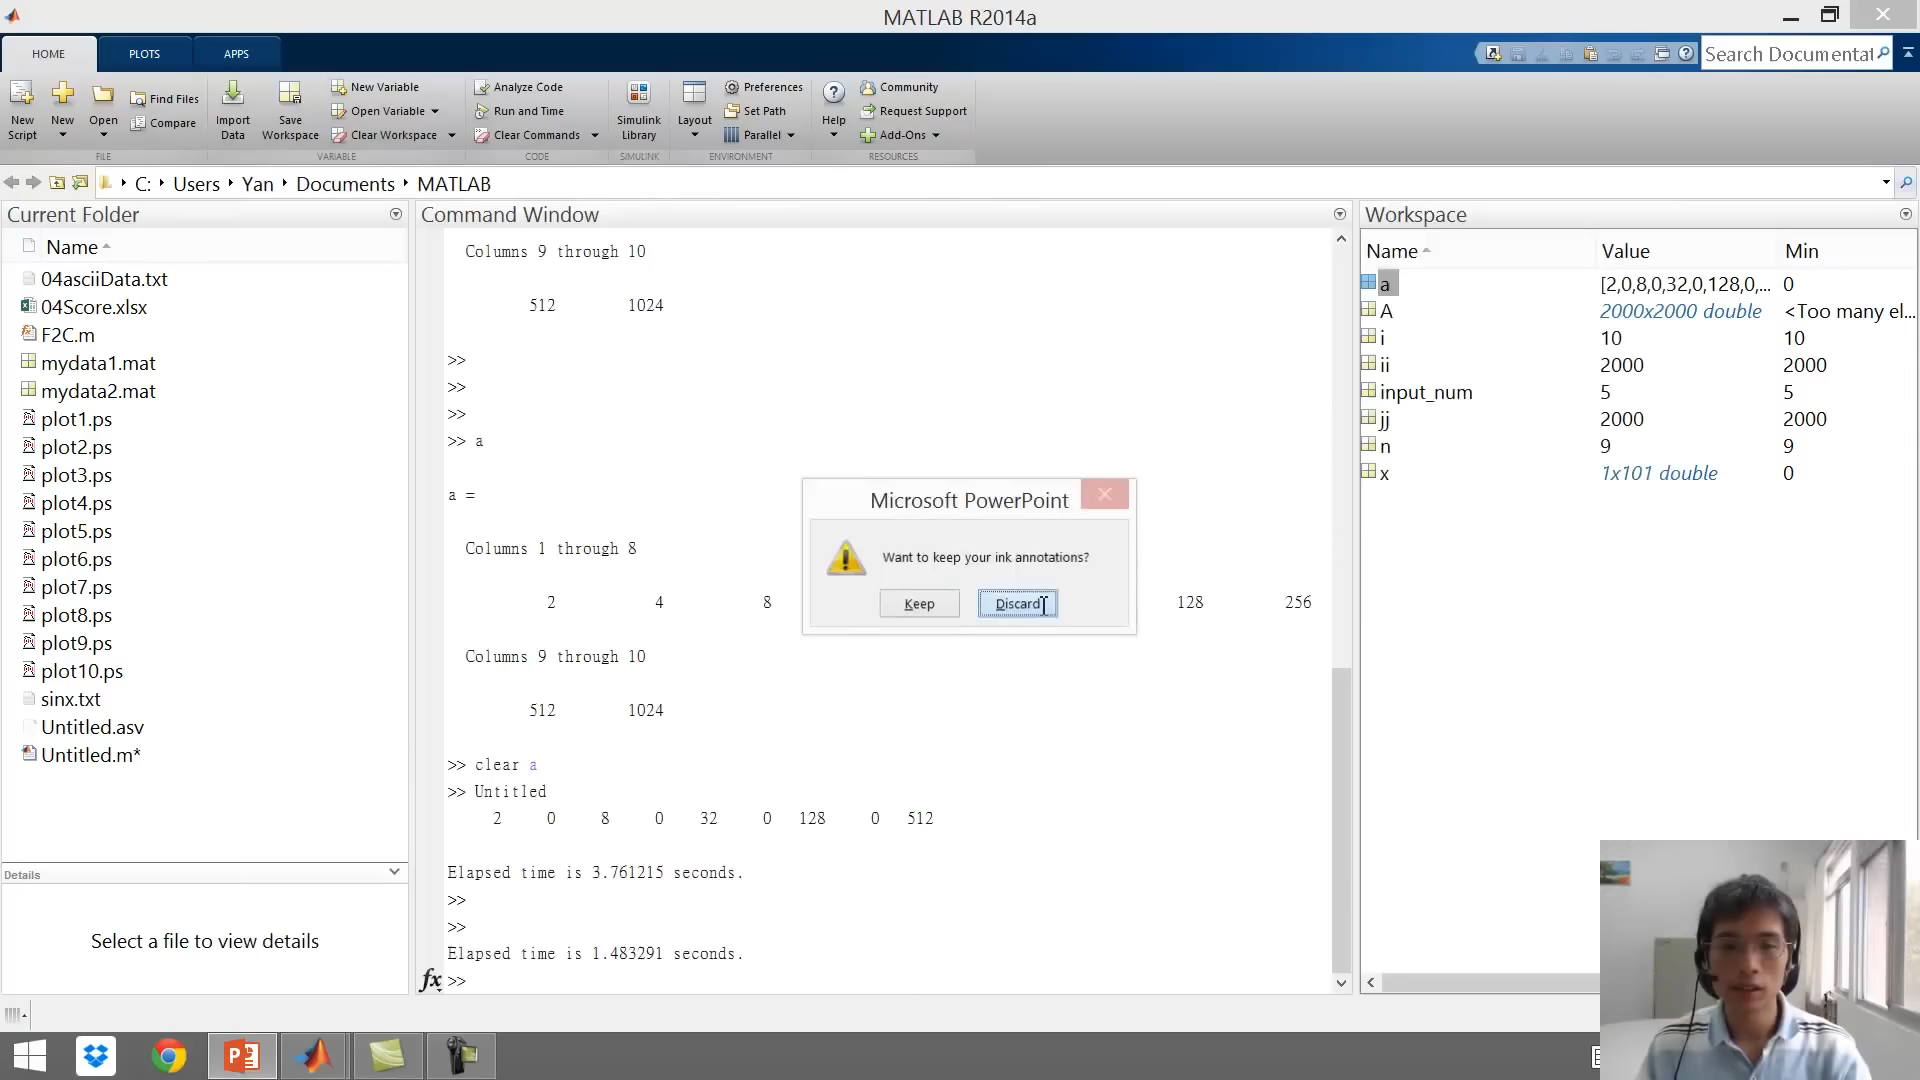 MATLAB R2014a
HOME
PLOTS
APPS
Search Documentat
New Script
New
Open
Find Files
Compare
Import Data
Save Workspace
New Variable
Open Variable
Clear Workspace
Analyze Code
Run and Time
Clear Commands
Simulink Library
Layout
Preferences
Set Path
Parallel
Help
Community
Request Support
Add-Ons
FILE
VARIABLE
CODE
SIMULINK
ENVIRONMENT
RESOURCES
C: Users Yan Documents MATLAB
Current Folder
Name
04asciiData.txt
04Score.xlsx
F2C.m
mydata1.mat
mydata2.mat
plot1.ps
plot2.ps
plot3.ps
plot4.ps
plot5.ps
plot6.ps
plot7.ps
plot8.ps
plot9.ps
plot10.ps
sinx.txt
Untitled.asv
Untitled.m*
Details
Select a file to view details
Command Window
Columns 9 through 10
512 1024
>>
>>
>>
>> a
a =
Columns 1 through 8
2 4 8 128 256
Columns 9 through 10
512 1024
>> clear a
>> Untitled
2 0 8 0 32 0 128 0 512
Elapsed time is 3.761215 seconds.
>>
>>
Elapsed time is 1.483291 seconds.
fx >>
Microsoft PowerPoint
Want to keep your ink annotations?
Keep
Discard
Workspace
Name Value Min
a [2,0,8,0,32,0,128,0,... 0
A 2000x2000 double <Too many el...
i 10 10
ii 2000 2000
input_num 5 5
jj 2000 2000
n 9 9
x 1x101 double 0